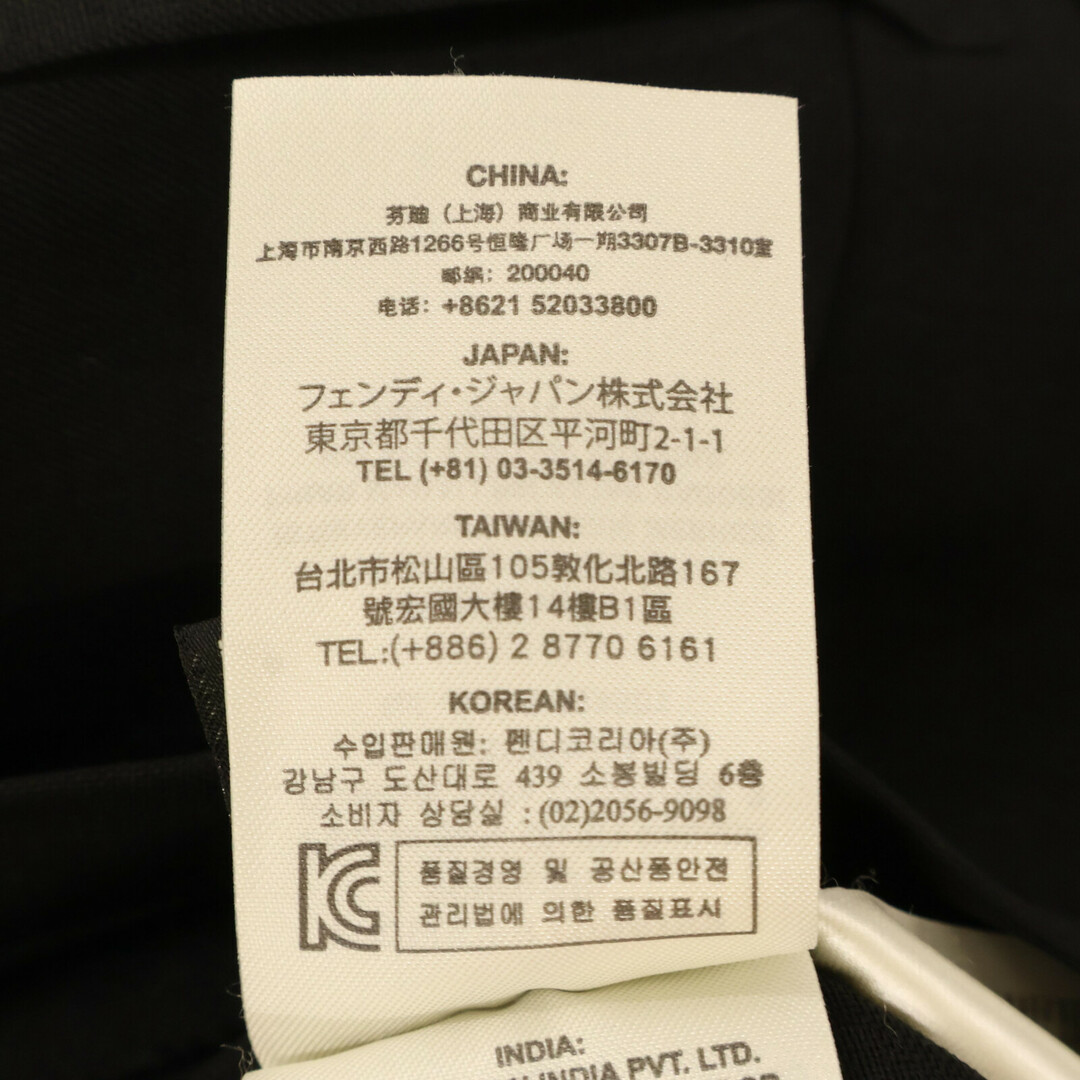 CHINA:
芬迪（上海）商业有限公司
上海市南京西路1266号恒隆广场一期3307B-3310室
邮编：200040
电话：+8621 52033800
JAPAN:
フェンディ・ジャパン株式会社
東京都千代田区平河町2-1-1
TEL (+81) 03-3514-6170
TAIWAN:
台北市松山區105敦化北路167
號宏國大樓14樓B1區
TEL:(+886) 2 8770 6161
KOREAN:
수입판매원: 펜디코리아(주)
강남구 도산대로 439 소봉빌딩 6층
소비자 상담실 : (02)2056-9098
KC
품질경영 및 공산품안전
관리법에 의한 품질표시
INDIA:
INDIA PVT. LTD.